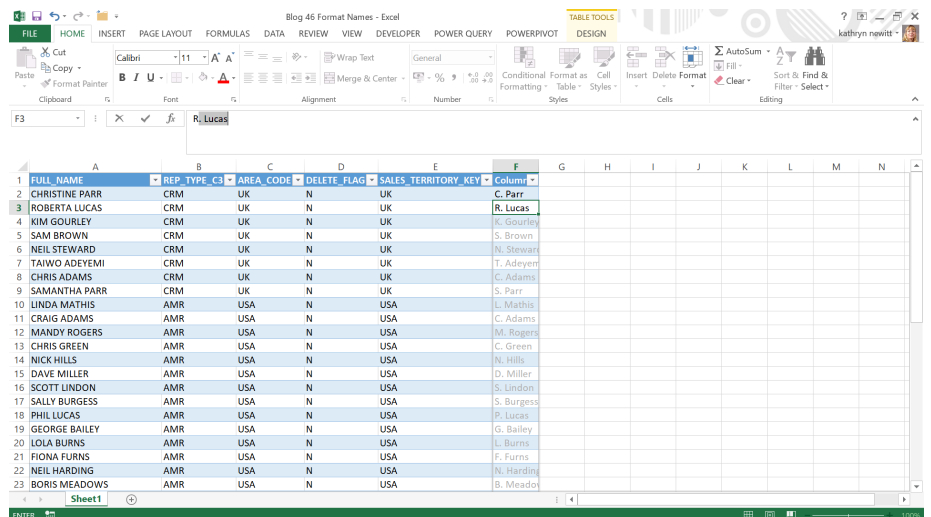 Blog 46 Format Names - Excel
TABLE TOOLS
?
FILE HOME INSERT PAGE LAYOUT FORMULAS DATA REVIEW VIEW DEVELOPER POWER QUERY POWERPIVOT DESIGN kathryn newitt
Cut
Copy
Format Painter
Paste
Calibri 11 A A
B I U A
Wrap Text
Merge & Center
General
% , .0 .00 .00 .0
Conditional Formatting
Format as Table
Cell Styles
Insert Delete Format
AutoSum
Fill
Clear
Sort & Filter
Find & Select
Clipboard Font Alignment Number Styles Cells Editing
F3 fx R. Lucas
A B C D E F G H I J K L M N
1 FULL_NAME REP_TYPE_C3 AREA_CODE DELETE_FLAG SALES_TERRITORY_KEY Column
2 CHRISTINE PARR CRM UK N UK C. Parr
3 ROBERTA LUCAS CRM UK N UK R. Lucas
4 KIM GOURLEY CRM UK N UK K. Gourley
5 SAM BROWN CRM UK N UK S. Brown
6 NEIL STEWARD CRM UK N UK N. Stewar
7 TAIWO ADEYEMI CRM UK N UK T. Adeyem
8 CHRIS ADAMS CRM UK N UK C. Adams
9 SAMANTHA PARR CRM UK N UK S. Parr
10 LINDA MATHIS AMR USA N USA L. Mathis
11 CRAIG ADAMS AMR USA N USA C. Adams
12 MANDY ROGERS AMR USA N USA M. Rogers
13 CHRIS GREEN AMR USA N USA C. Green
14 NICK HILLS AMR USA N USA N. Hills
15 DAVE MILLER AMR USA N USA D. Miller
16 SCOTT LINDON AMR USA N USA S. Lindon
17 SALLY BURGESS AMR USA N USA S. Burgess
18 PHIL LUCAS AMR USA N USA P. Lucas
19 GEORGE BAILEY AMR USA N USA G. Bailey
20 LOLA BURNS AMR USA N USA L. Burns
21 FIONA FURNS AMR USA N USA F. Furns
22 NEIL HARDING AMR USA N USA N. Harding
23 BORIS MEADOWS AMR USA N USA B. Meadov
Sheet1
ENTER 100%